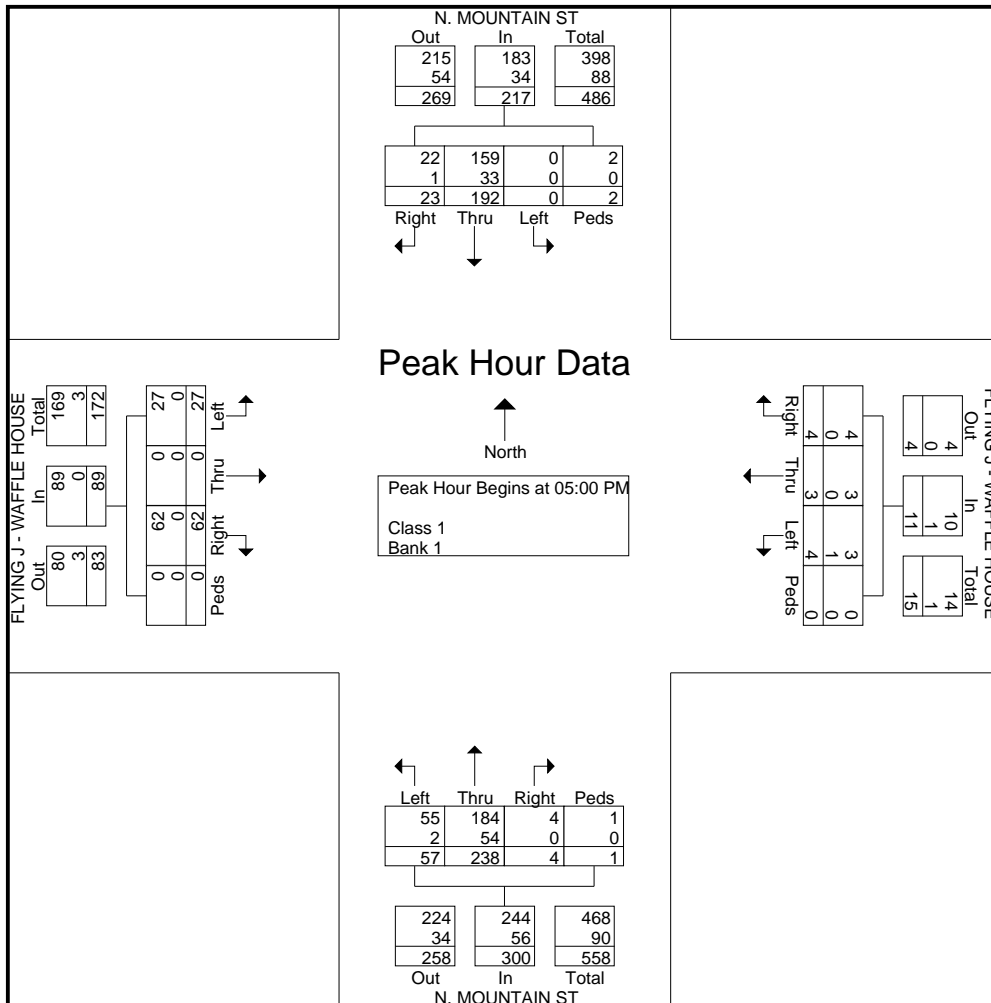 N. MOUNTAIN ST
Out In Total
215 183 398
54 34 88
269 217 486
22 159 0 2
1 33 0 0
23 192 0 2
Right Thru Left Peds
Peak Hour Data
North
Peak Hour Begins at 05:00 PM
Class 1
Bank 1
FLYING J - WAFFLE HOUSE
Out In Total
80 89 169
3 0 3
83 89 172
0 62 0 27
0 0 0 0
0 62 0 27
Peds Right Thru Left
FLYING J - WAFFLE HOUSE
Out In Total
4 10 14
0 1 1
4 11 15
4 3 3 0
0 0 1 0
4 3 4 0
Right Thru Left Peds
Left Thru Right Peds
55 184 4 1
2 54 0 0
57 238 4 1
224 244 468
34 56 90
258 300 558
Out In Total
N. MOUNTAIN ST